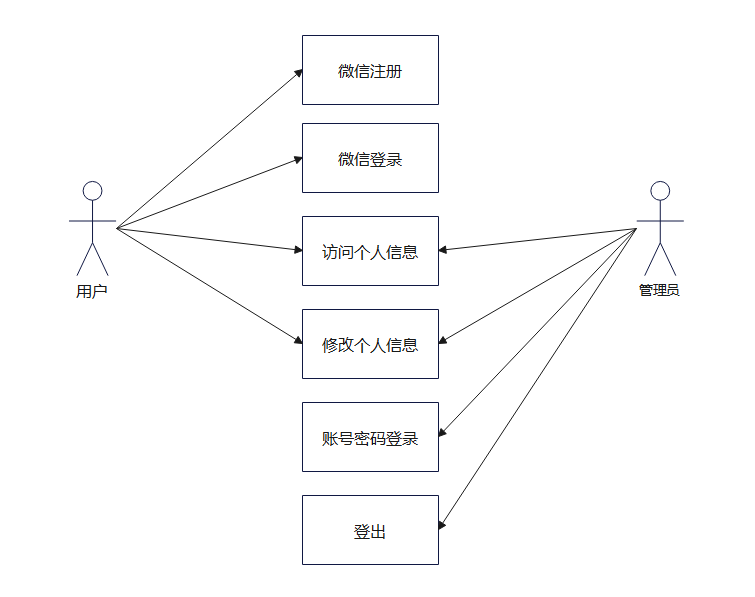 微信注册
微信登录
访问个人信息
用户
管理员
修改个人信息
账号密码登录
登出